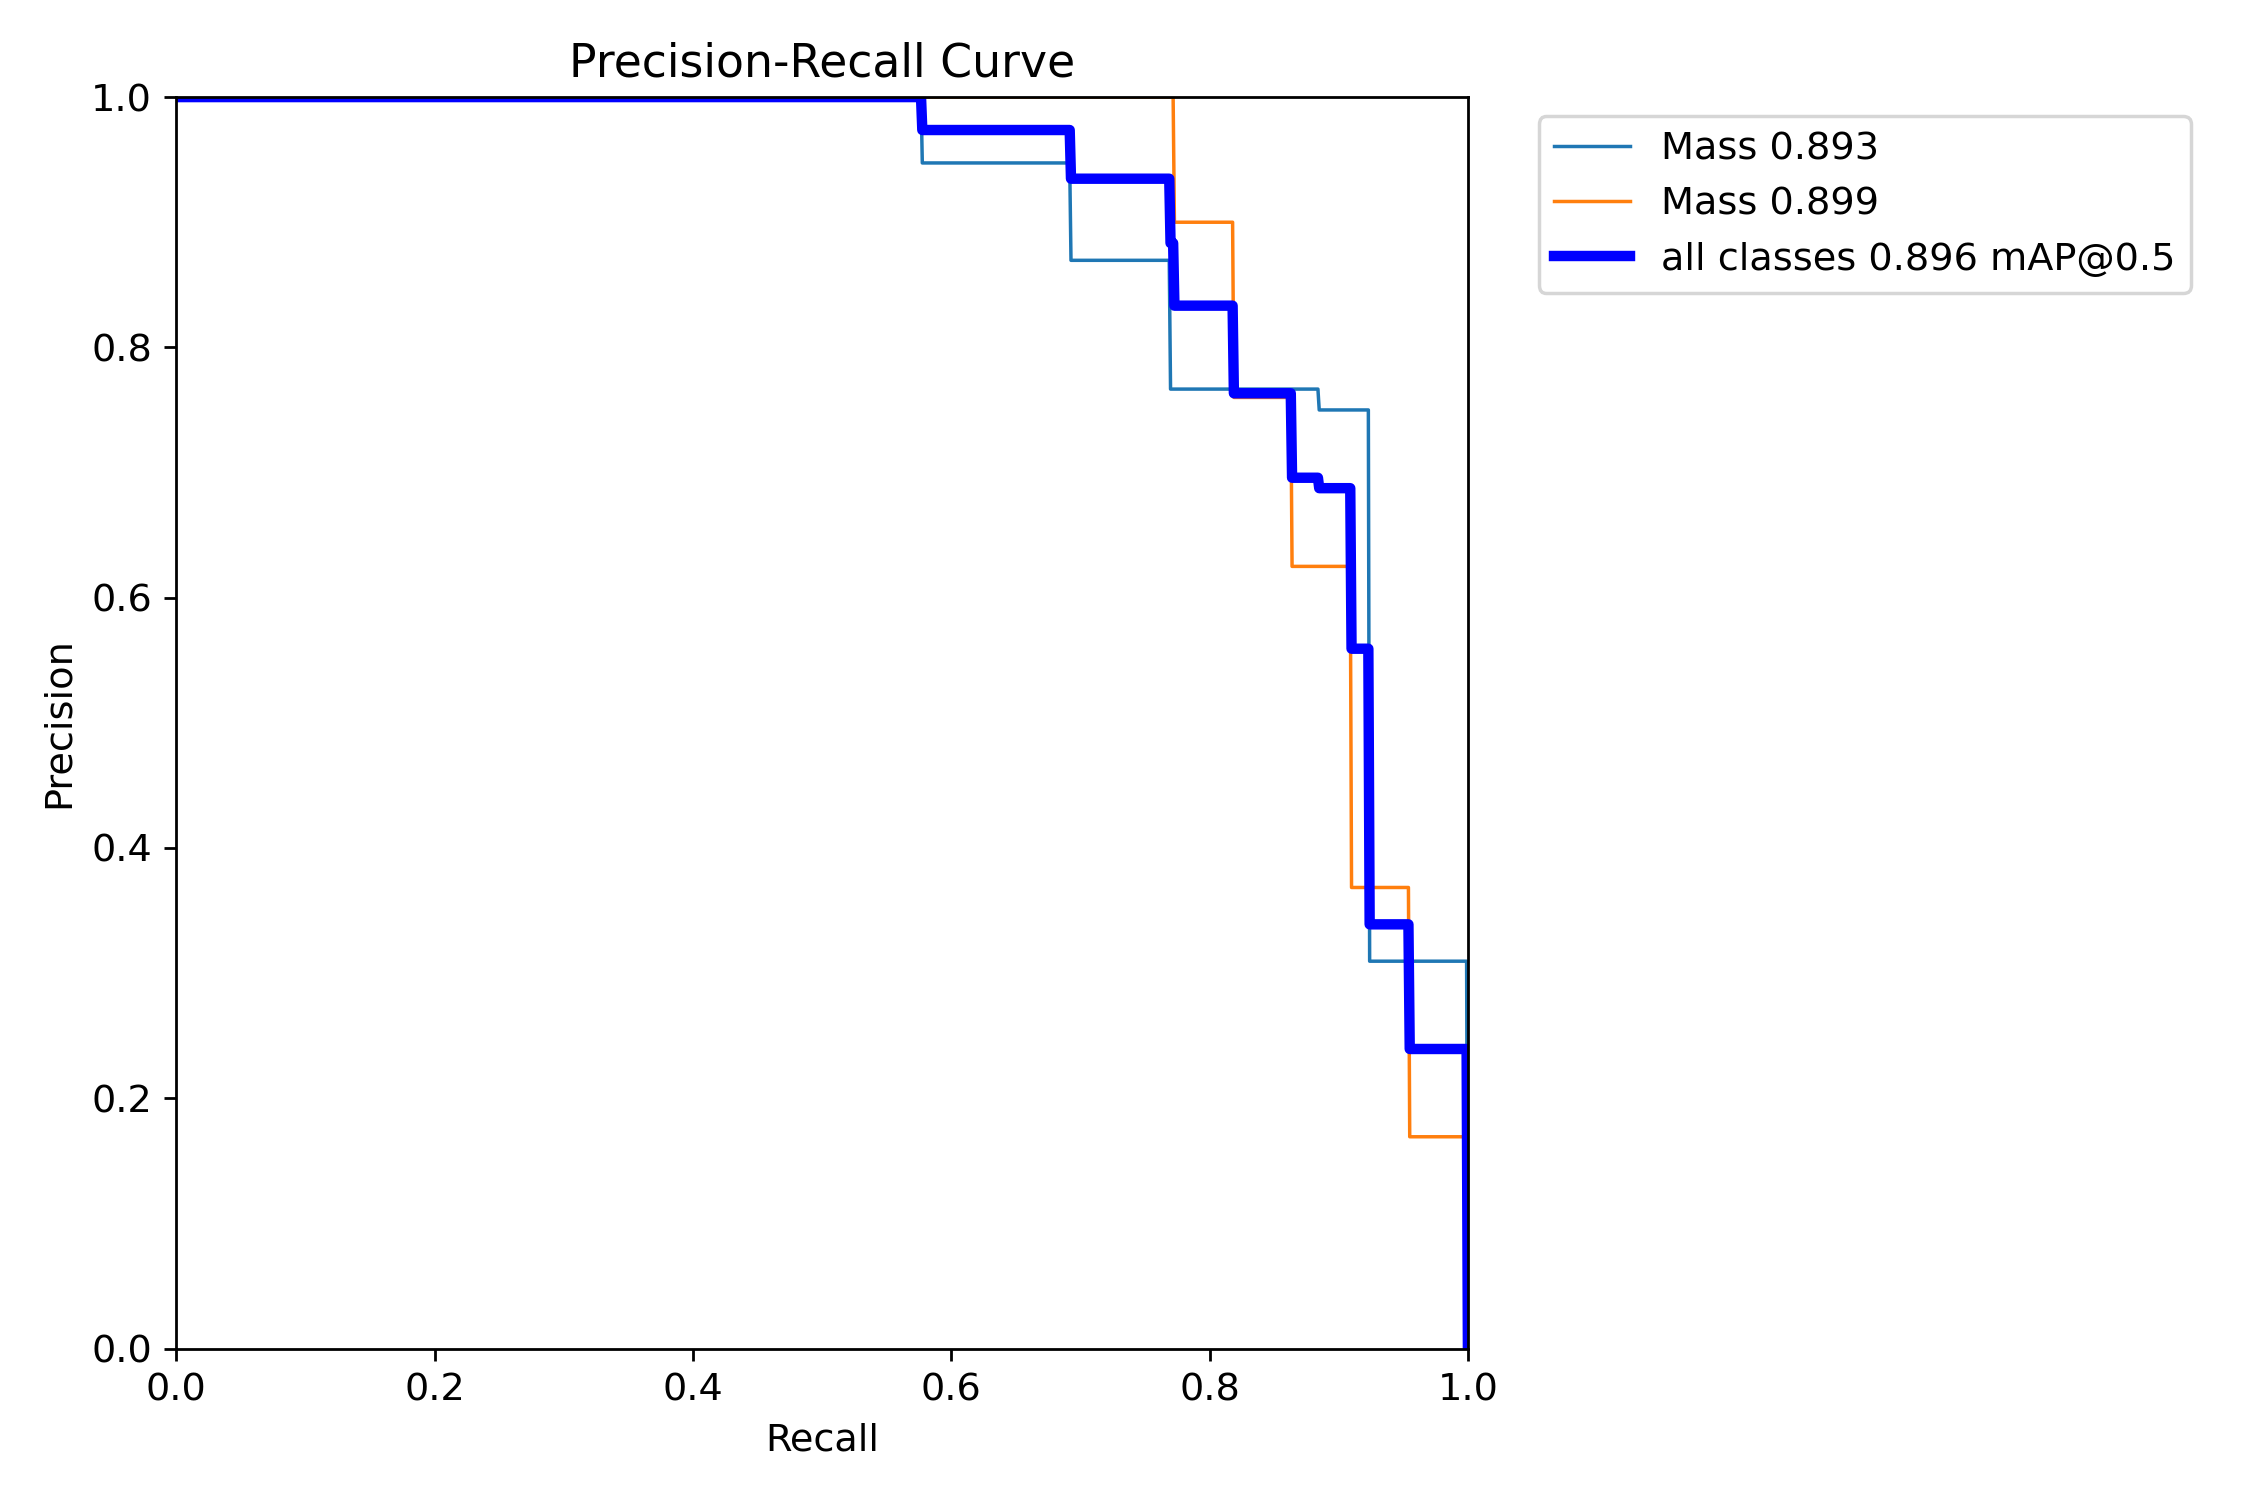 Precision-Recall Curve
1.0
0.8
0.6
0.4
0.2
0.0
Precision
0.0 0.2 0.4 0.6 0.8 1.0
Recall
Mass 0.893
Mass 0.899
all classes 0.896 mAP@0.5